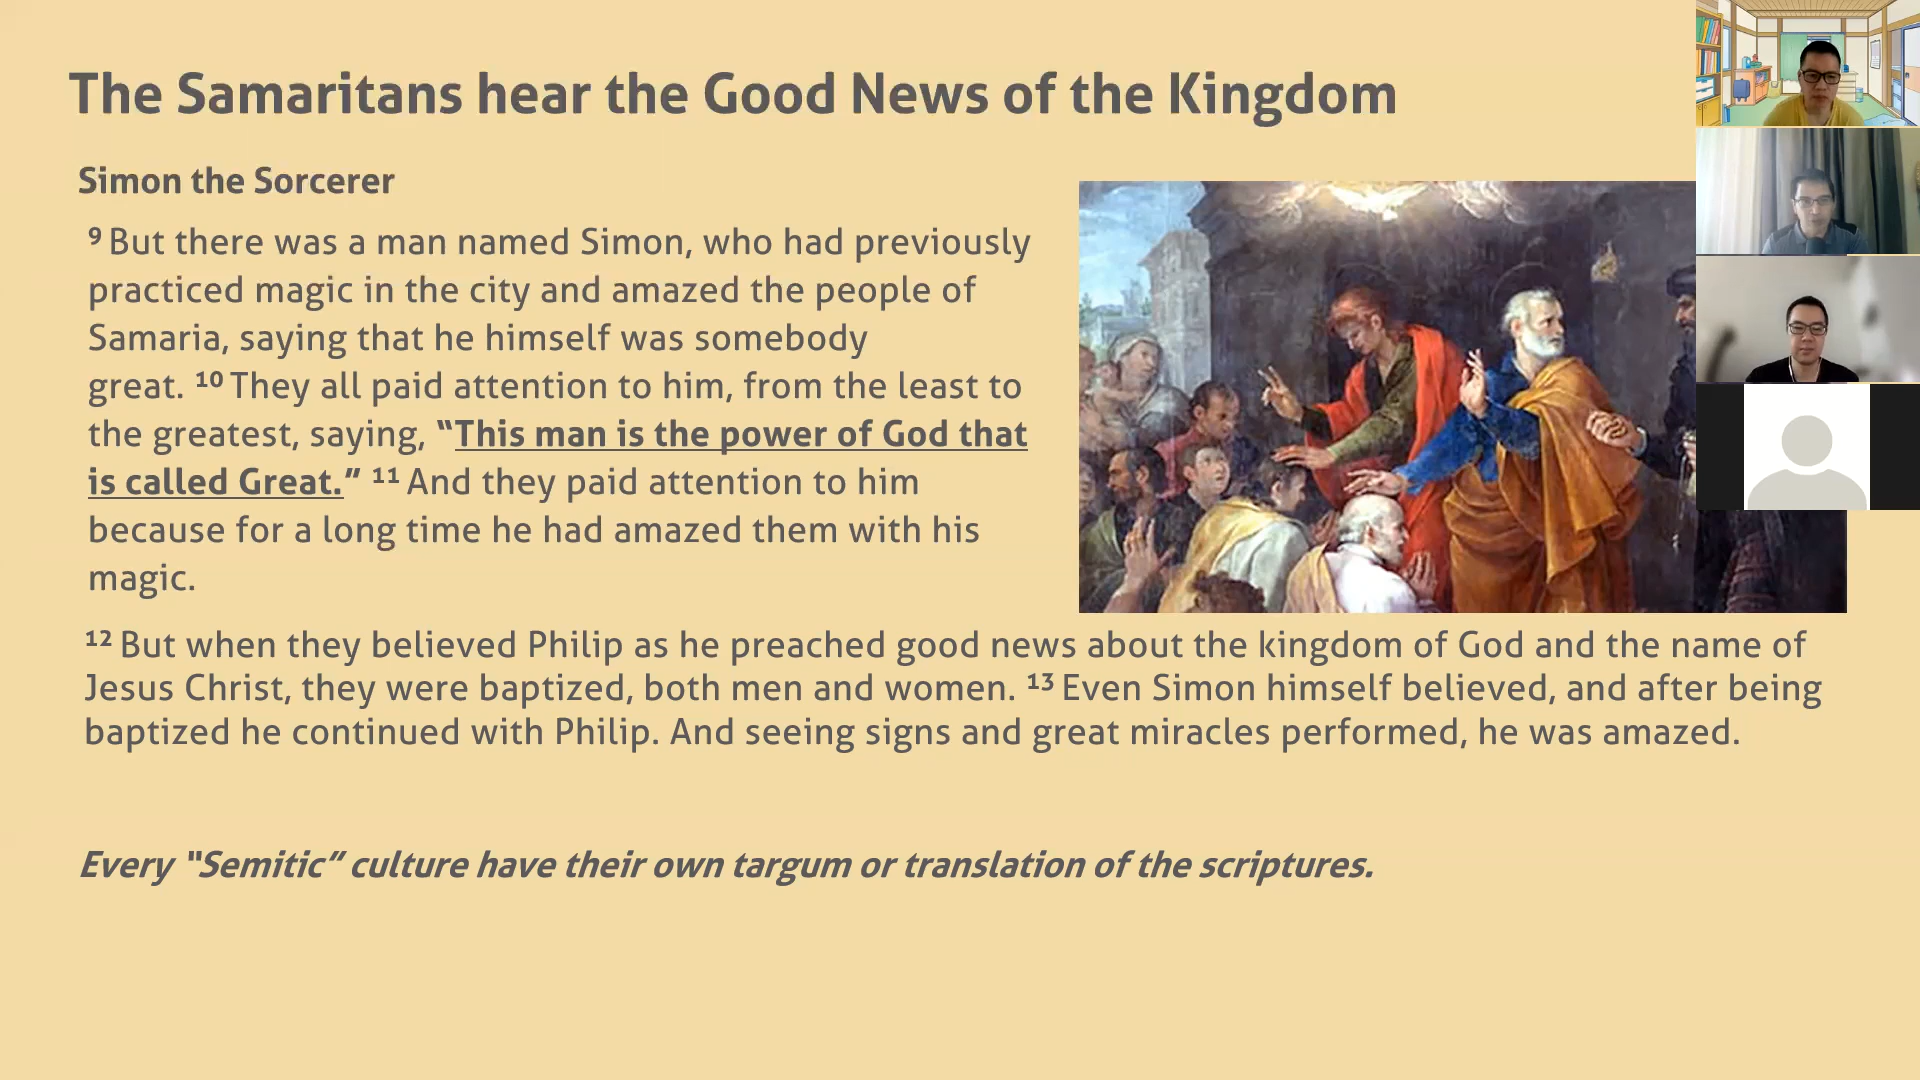 The Samaritans hear the Good News of the Kingdom
Simon the Sorcerer
⁹ But there was a man named Simon, who had previously
practiced magic in the city and amazed the people of
Samaria, saying that he himself was somebody
great. ¹⁰ They all paid attention to him, from the least to
the greatest, saying, “This man is the power of God that
is called Great.” ¹¹ And they paid attention to him
because for a long time he had amazed them with his
magic.
¹² But when they believed Philip as he preached good news about the kingdom of God and the name of
Jesus Christ, they were baptized, both men and women. ¹³ Even Simon himself believed, and after being
baptized he continued with Philip. And seeing signs and great miracles performed, he was amazed.
Every "Semitic” culture have their own targum or translation of the scriptures.